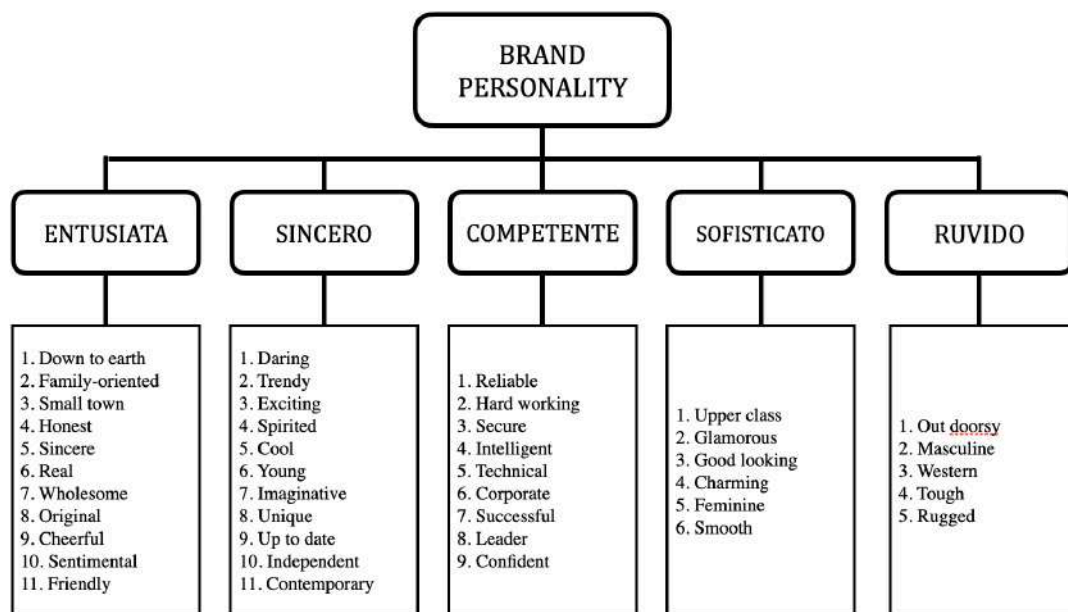 BRAND
PERSONALITY
ENTUSIATA
SINCERO
COMPETENTE
SOFISTICATO
RUVIDO
1. Down to earth
2. Family-oriented
3. Small town
4. Honest
5. Sincere
6. Real
7. Wholesome
8. Original
9. Cheerful
10. Sentimental
11. Friendly
1. Daring
2. Trendy
3. Exciting
4. Spirited
5. Cool
6. Young
7. Imaginative
8. Unique
9. Up to date
10. Independent
11. Contemporary
1. Reliable
2. Hard working
3. Secure
4. Intelligent
5. Technical
6. Corporate
7. Successful
8. Leader
9. Confident
1. Upper class
2. Glamorous
3. Good looking
4. Charming
5. Feminine
6. Smooth
1. Out doorsy
2. Masculine
3. Western
4. Tough
5. Rugged